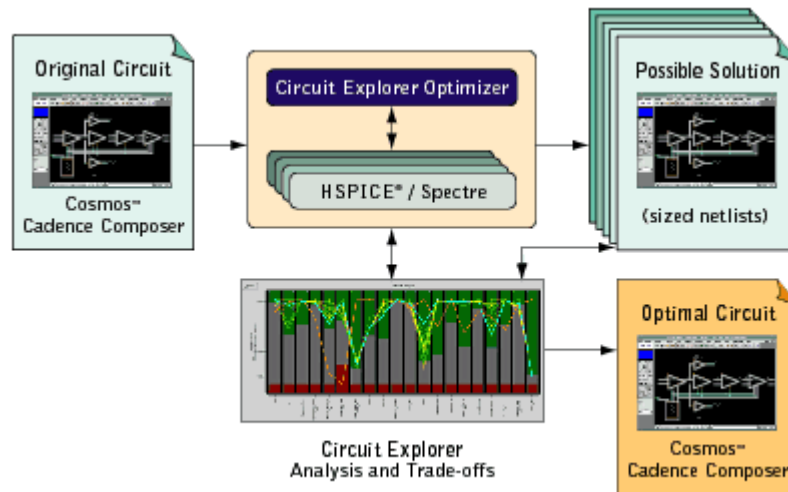 Original Circuit
Cosmos™
Cadence Composer
Circuit Explorer Optimizer
HSPICE® / Spectre
Possible Solution
(sized netlists)
Circuit Explorer
Analysis and Trade-offs
Optimal Circuit
Cosmos™
Cadence Composer